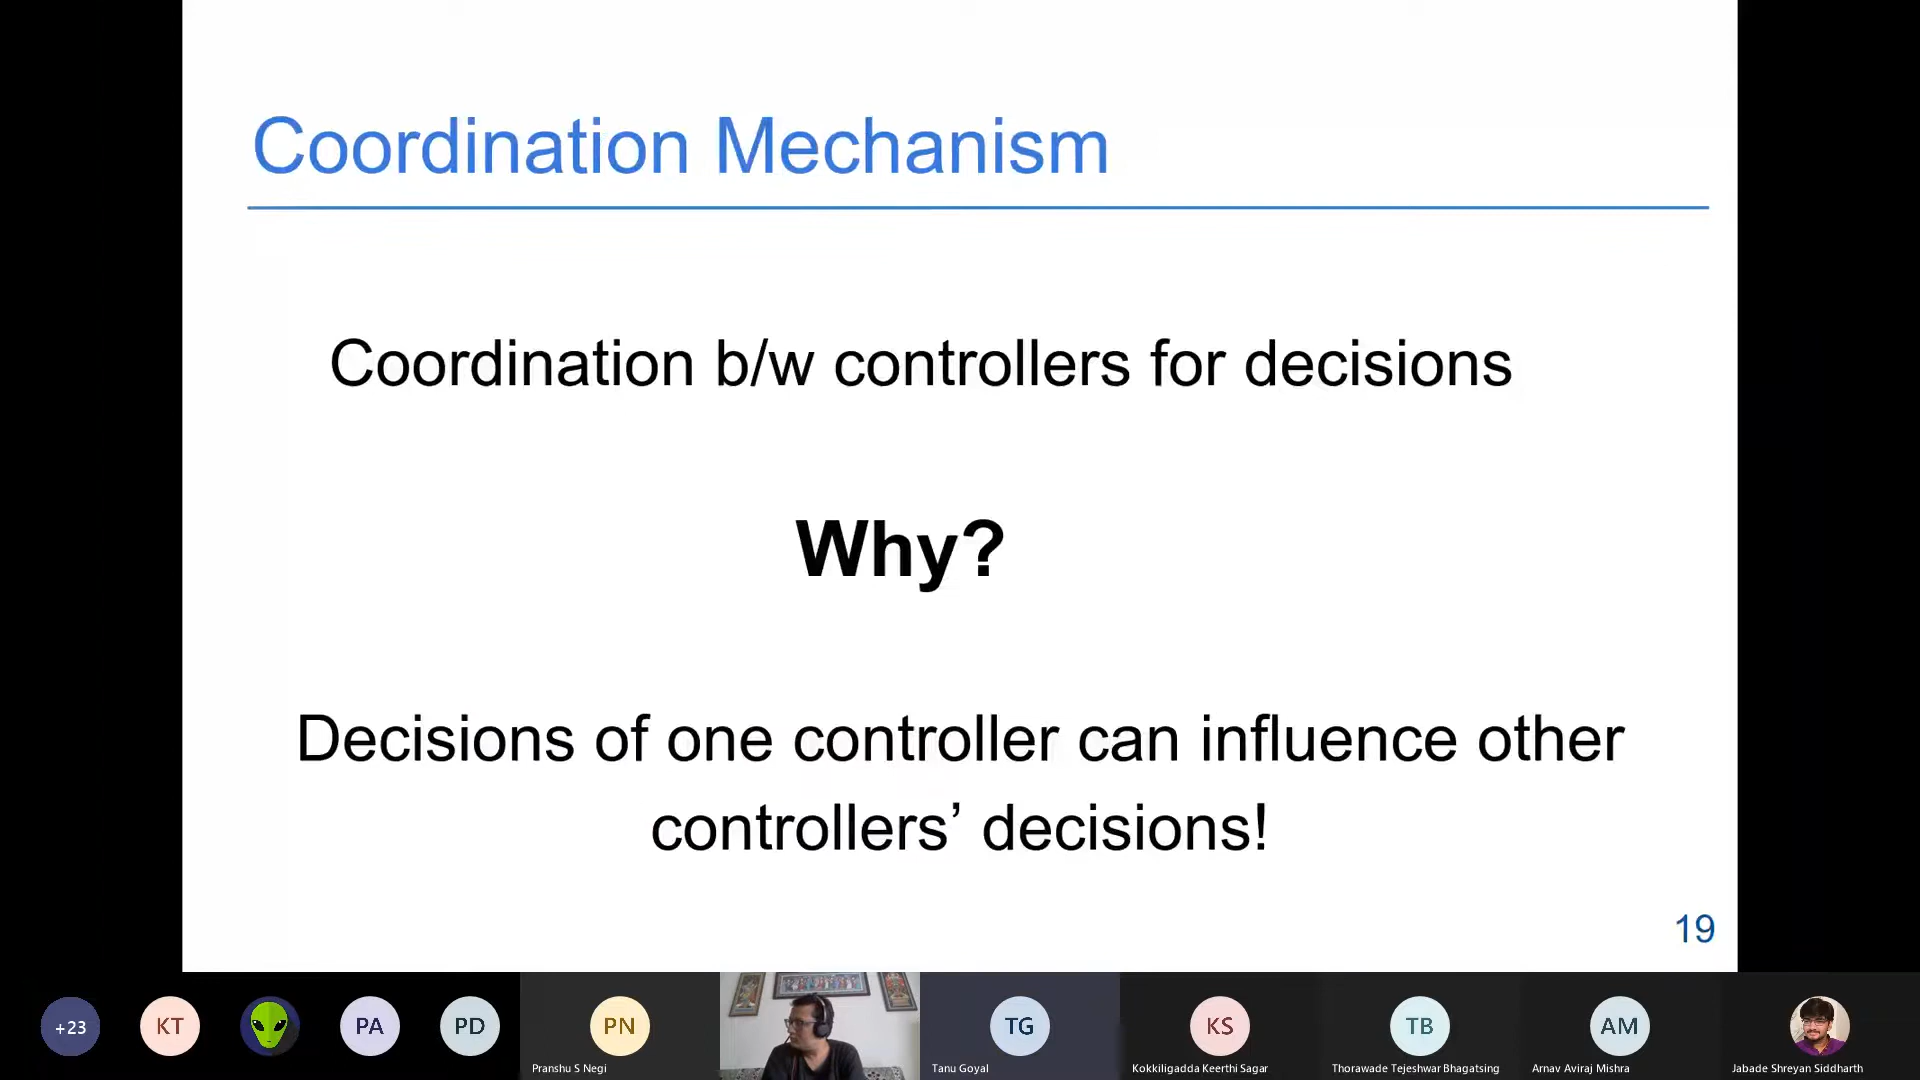 Coordination Mechanism
Coordination b/w controllers for decisions
Why?
Decisions of one controller can influence other
controllers’ decisions!
19
+23
KT
PA
PD
PN
TG
KS
TB
AM
Pranshu S Negi
Tanu Goyal
Kokkiligadda Keerthi Sagar
Thorawade Tejeshwar Bhagatsing
Arnav Aviraj Mishra
Jabade Shreyan Siddharth